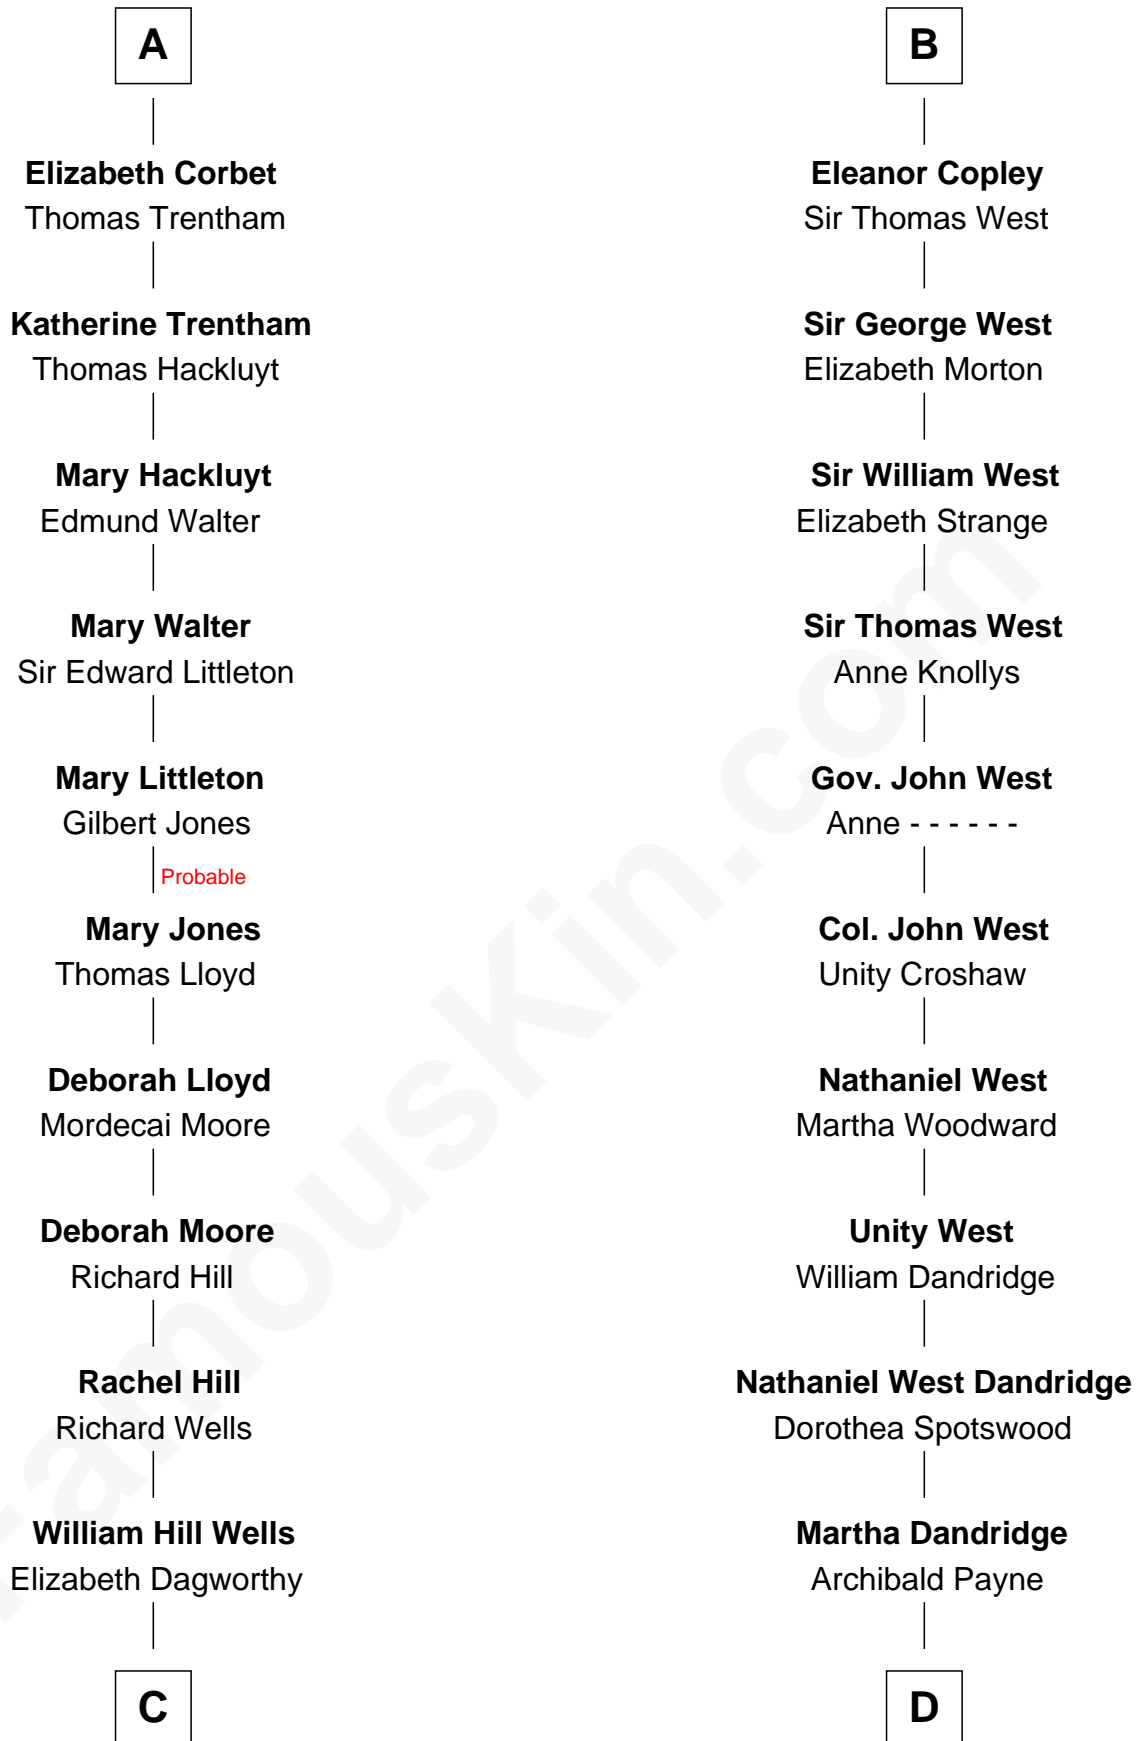 A
Elizabeth Corbet
Thomas Trentham
Katherine Trentham
Thomas Hackluyt
Mary Hackluyt
Edmund Walter
Mary Walter
Sir Edward Littleton
Mary Littleton
Gilbert Jones
Probable
Mary Jones
Thomas Lloyd
Deborah Lloyd
Mordecai Moore
Deborah Moore
Richard Hill
Rachel Hill
Richard Wells
William Hill Wells
Elizabeth Dagworthy
C
B
Eleanor Copley
Sir Thomas West
Sir George West
Elizabeth Morton
Sir William West
Elizabeth Strange
Sir Thomas West
Anne Knollys
Gov. John West
Anne - - - - - -
Col. John West
Unity Croshaw
Nathaniel West
Martha Woodward
Unity West
William Dandridge
Nathaniel West Dandridge
Dorothea Spotswood
Martha Dandridge
Archibald Payne
D
FamousKin.com